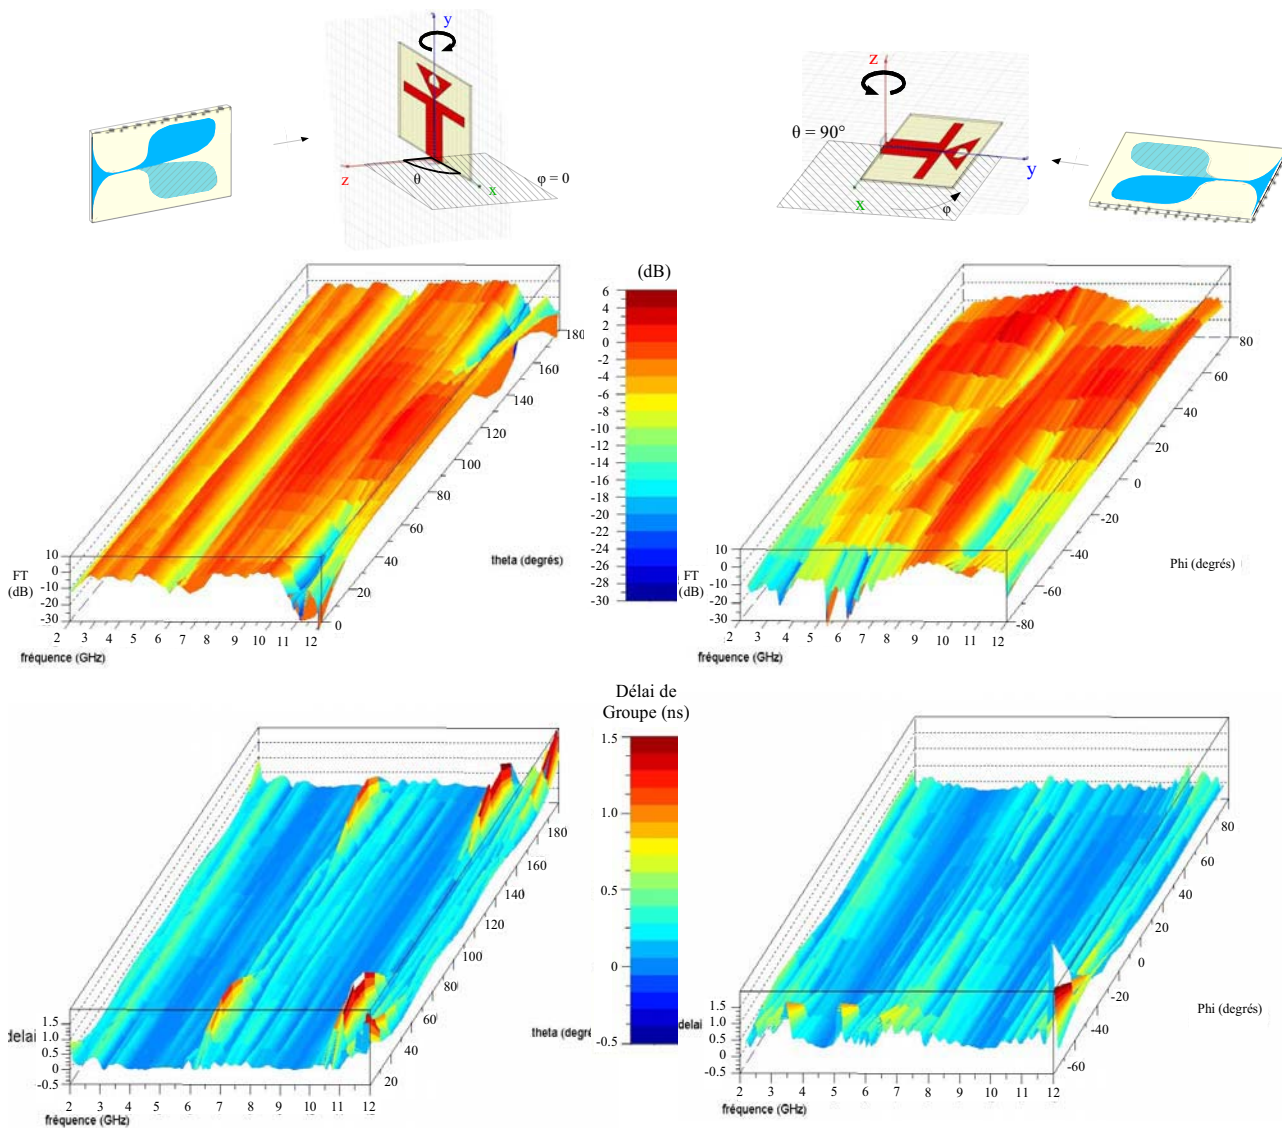 y
z
θ
x
φ = 0
z
θ = 90°
y
x
φ
(dB)
6
4
2
0
-2
-4
-6
-8
-10
-12
-14
-16
-18
-20
-22
-24
-26
-28
-30
10
0
-10
-20
-30
FT
(dB)
2 3 4 5 6 7 8 9 10 11 12
fréquence (GHz)
0
20
40
60
80
100
120
140
160
180
theta (degrés)
10
0
-10
-20
-30
FT
(dB)
2 3 4 5 6 7 8 9 10 11 12
fréquence (GHz)
-80
-60
-40
-20
0
20
40
60
80
Phi (degrés)
Délai de
Groupe (ns)
1.5
1.0
0.5
0
-0.5
1.5
1.0
0.5
0
-0.5
delai
2 3 4 5 6 7 8 9 10 11 12
fréquence (GHz)
20
40
60
80
100
120
140
160
180
theta (degré
1.5
1.0
0.5
0
-0.5
delai
2 3 4 5 6 7 8 9 10 11 12
fréquence (GHz)
-60
-40
-20
0
20
40
60
80
Phi (degrés)